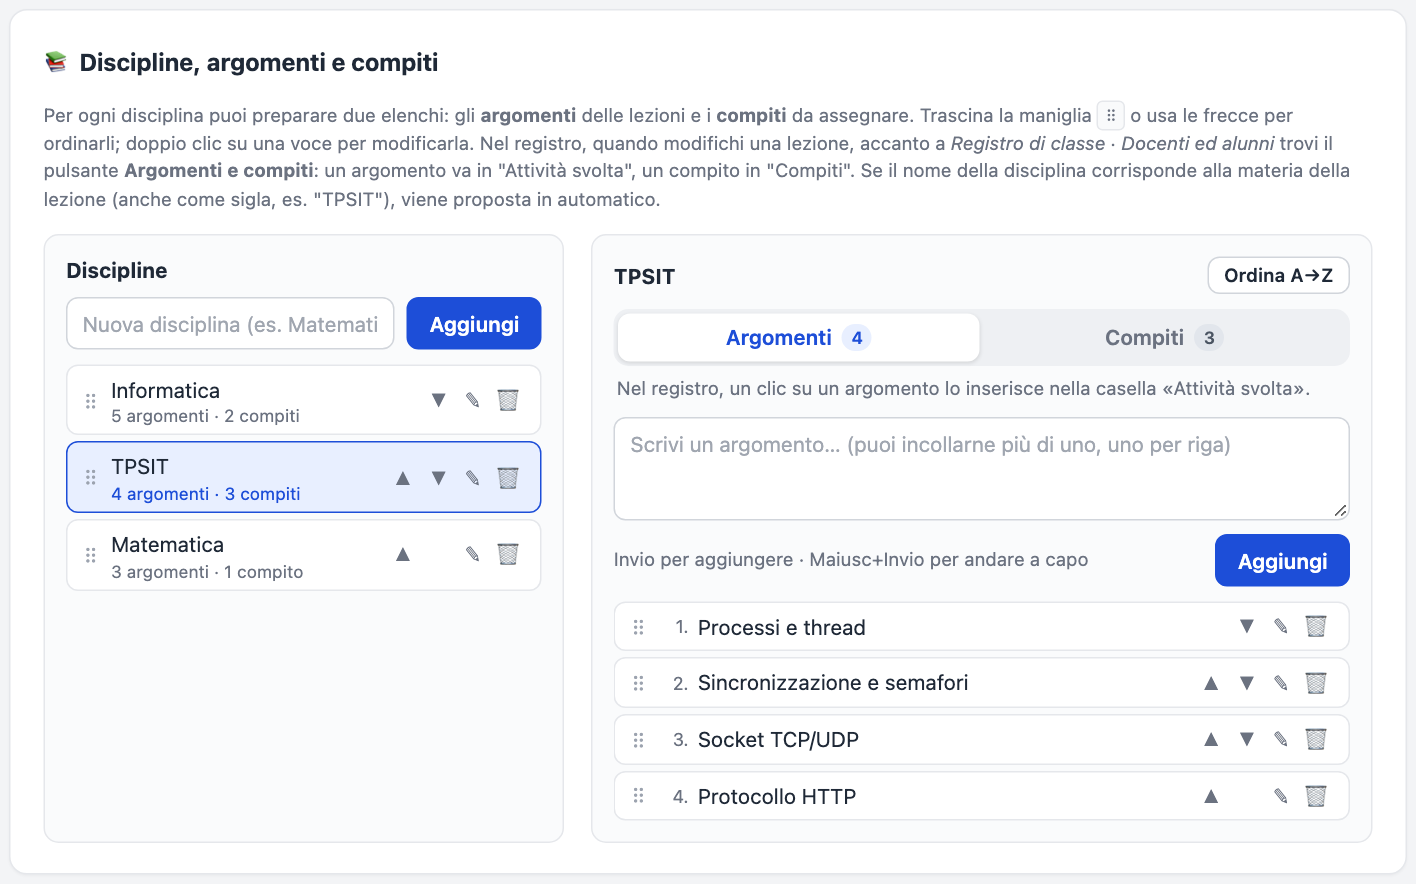 Discipline, argomenti e compiti
Per ogni disciplina puoi preparare due elenchi: gli argomenti delle lezioni e i compiti da assegnare. Trascina la maniglia ⠿ o usa le frecce per
ordinarli; doppio clic su una voce per modificarla. Nel registro, quando modifichi una lezione, accanto a Registro di classe · Docenti ed alunni trovi il
pulsante Argomenti e compiti: un argomento va in "Attività svolta", un compito in "Compiti". Se il nome della disciplina corrisponde alla materia della
lezione (anche come sigla, es. "TPSIT"), viene proposta in automatico.
Discipline
Nuova disciplina (es. Matemati
Aggiungi
Informatica
5 argomenti · 2 compiti
TPSIT
4 argomenti · 3 compiti
Matematica
3 argomenti · 1 compito
TPSIT
Ordina A→Z
Argomenti 4
Compiti 3
Nel registro, un clic su un argomento lo inserisce nella casella «Attività svolta».
Scrivi un argomento... (puoi incollarne più di uno, uno per riga)
Invio per aggiungere · Maiusc+Invio per andare a capo
Aggiungi
1. Processi e thread
2. Sincronizzazione e semafori
3. Socket TCP/UDP
4. Protocollo HTTP